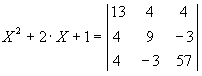 X² + 2· X + 1 = | 13 4 4 |
| 4 9 −3 |
| 4 −3 57 |